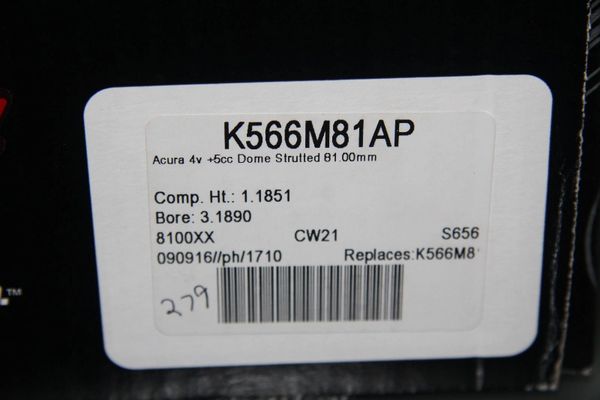 K566M81AP
Acura 4v +5cc Dome Strutted 81.00mm
Comp. Ht.: 1.1851
Bore: 3.1890
8100XX CW21 S656
090916//ph/1710 Replaces:K566M8
279
TM